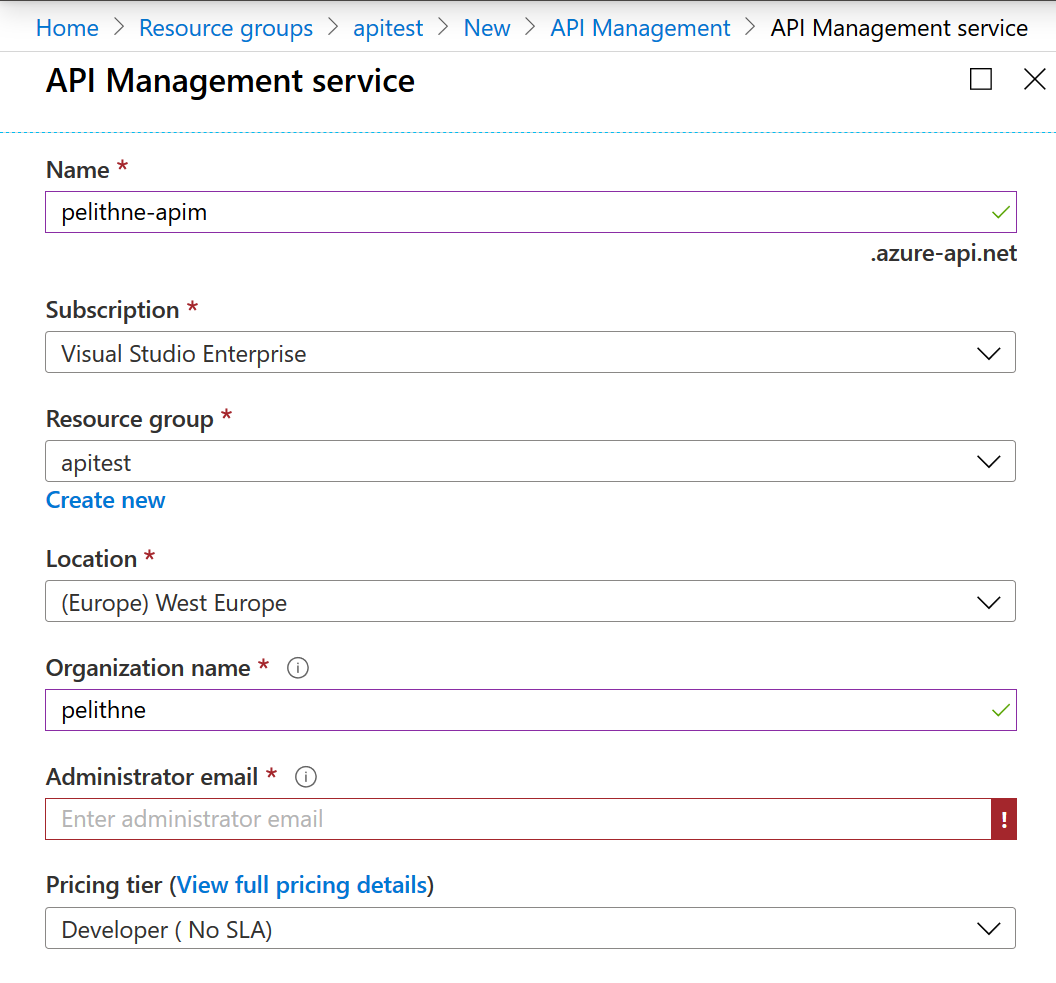 Home > Resource groups > apitest > New > API Management > API Management service
API Management service
Name *
pelithne-apim
.azure-api.net
Subscription *
Visual Studio Enterprise
Resource group *
apitest
Create new
Location *
(Europe) West Europe
Organization name *
pelithne
Administrator email *
Enter administrator email
Pricing tier (View full pricing details)
Developer ( No SLA)